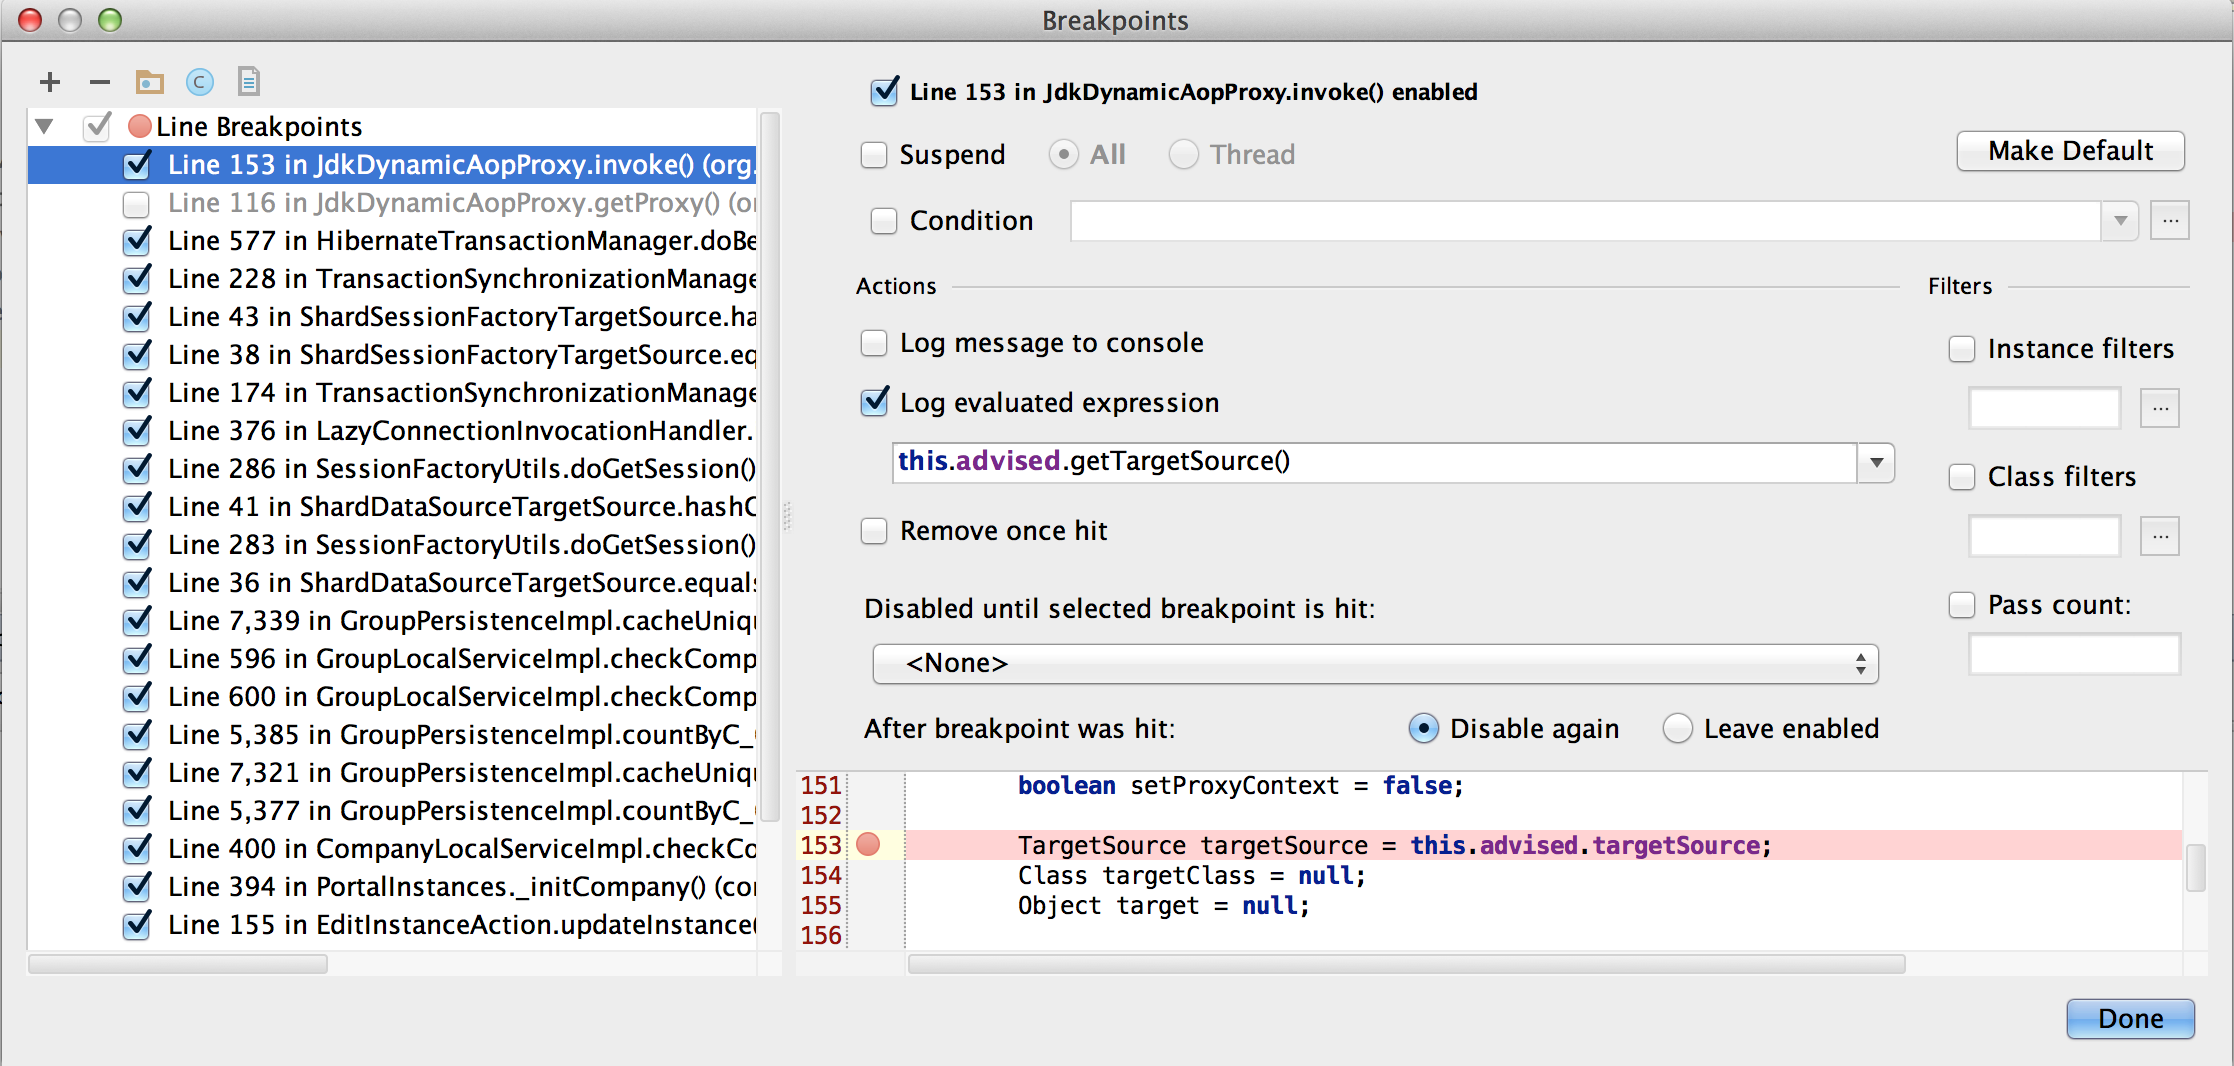 Breakpoints
C
Line Breakpoints
Line 153 in JdkDynamicAopProxy.invoke() (org.
Line 116 in JdkDynamicAopProxy.getProxy() (or
Line 577 in HibernateTransactionManager.doBe
Line 228 in TransactionSynchronizationManage
Line 43 in ShardSessionFactoryTargetSource.ha
Line 38 in ShardSessionFactoryTargetSource.eq
Line 174 in TransactionSynchronizationManage
Line 376 in LazyConnectionInvocationHandler.
Line 286 in SessionFactoryUtils.doGetSession()
Line 41 in ShardDataSourceTargetSource.hashC
Line 283 in SessionFactoryUtils.doGetSession()
Line 36 in ShardDataSourceTargetSource.equals
Line 7,339 in GroupPersistenceImpl.cacheUniqu
Line 596 in GroupLocalServiceImpl.checkComp
Line 600 in GroupLocalServiceImpl.checkComp
Line 5,385 in GroupPersistenceImpl.countByC_
Line 7,321 in GroupPersistenceImpl.cacheUniqu
Line 5,377 in GroupPersistenceImpl.countByC_
Line 400 in CompanyLocalServiceImpl.checkCo
Line 394 in PortalInstances._initCompany() (co
Line 155 in EditInstanceAction.updateInstance(
Line 153 in JdkDynamicAopProxy.invoke() enabled
Suspend All Thread
Make Default
Condition ...
Actions
Log message to console
Log evaluated expression
this.advised.getTargetSource()
Remove once hit
Disabled until selected breakpoint is hit:
<None>
After breakpoint was hit: Disable again Leave enabled
Filters
Instance filters
...
Class filters
...
Pass count:
151 boolean setProxyContext = false;
152
153 TargetSource targetSource = this.advised.targetSource;
154 Class targetClass = null;
155 Object target = null;
156
Done